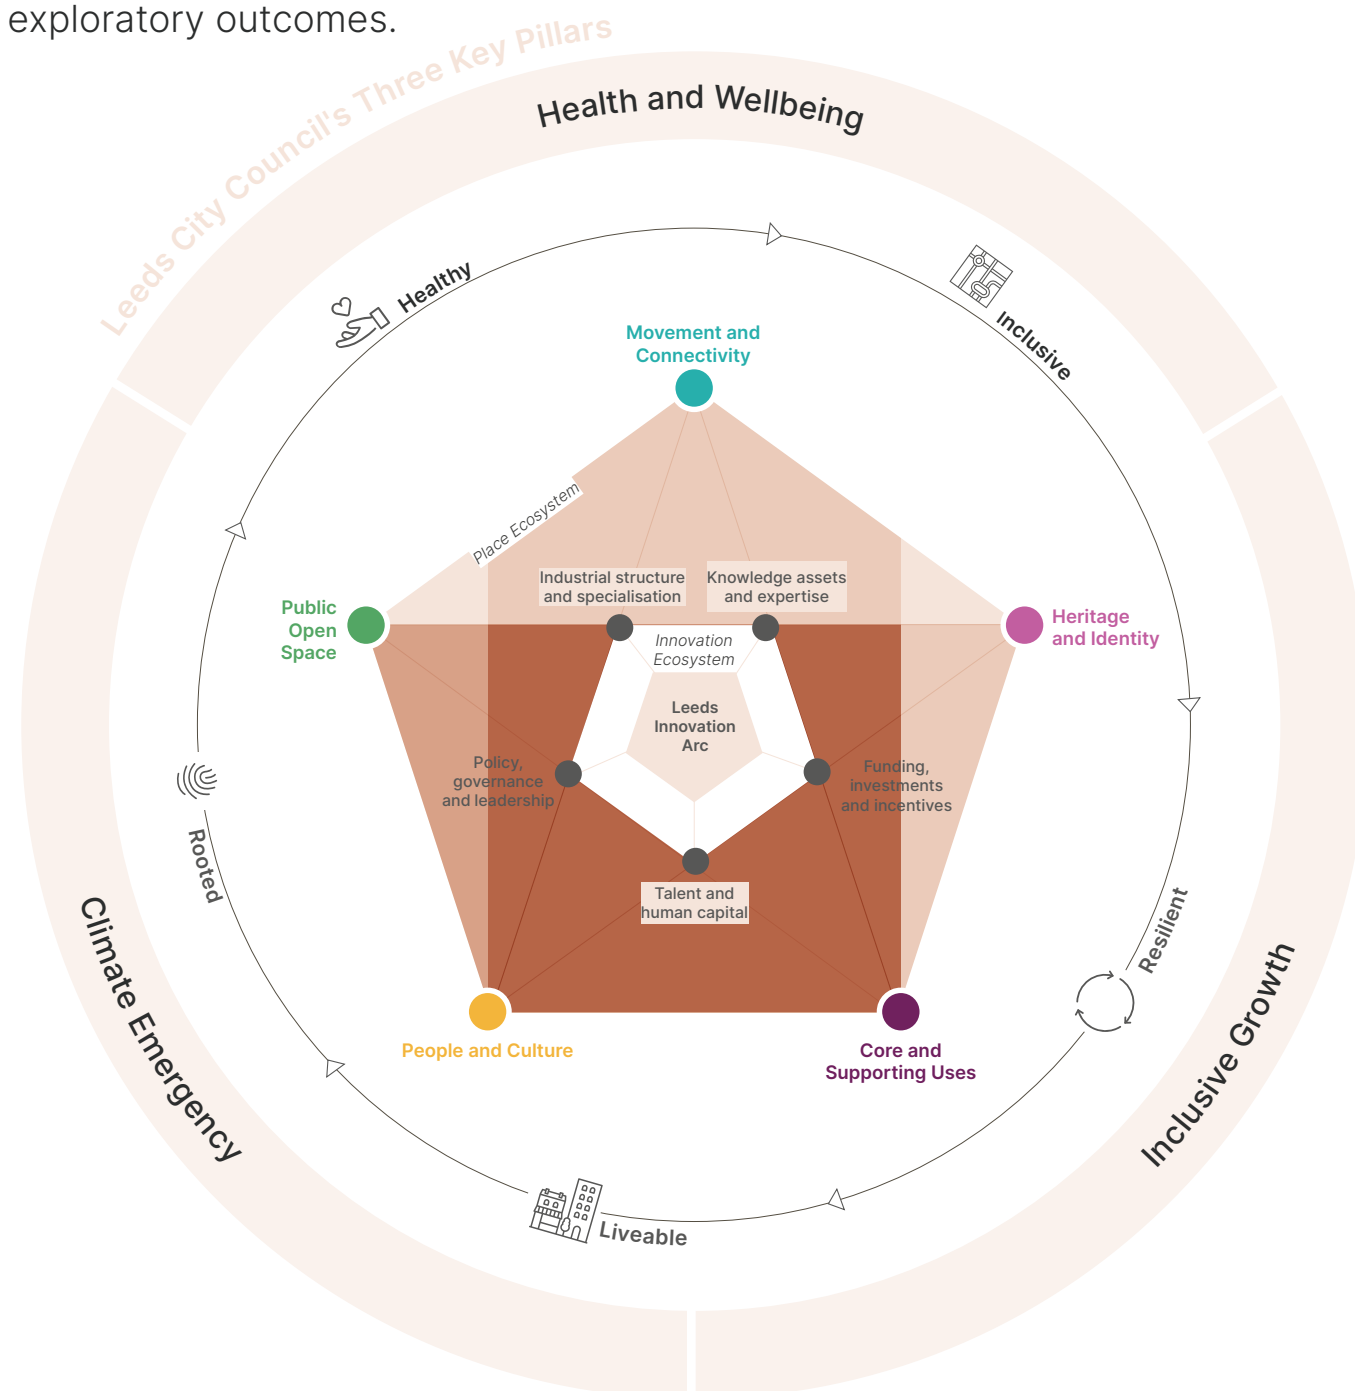 exploratory outcomes.
Leeds City Council's Three Key Pillars
Health and Wellbeing
Healthy
Inclusive
Movement and
Connectivity
Place Ecosystem
Industrial structure
and specialisation
Knowledge assets
and expertise
Public
Open
Space
Heritage
and Identity
Innovation
Ecosystem
Leeds
Innovation
Arc
Policy,
governance
and leadership
Funding,
investments
and incentives
Rooted
Talent and
human capital
Resilient
Climate Emergency
Inclusive Growth
People and Culture
Core and
Supporting Uses
Liveable